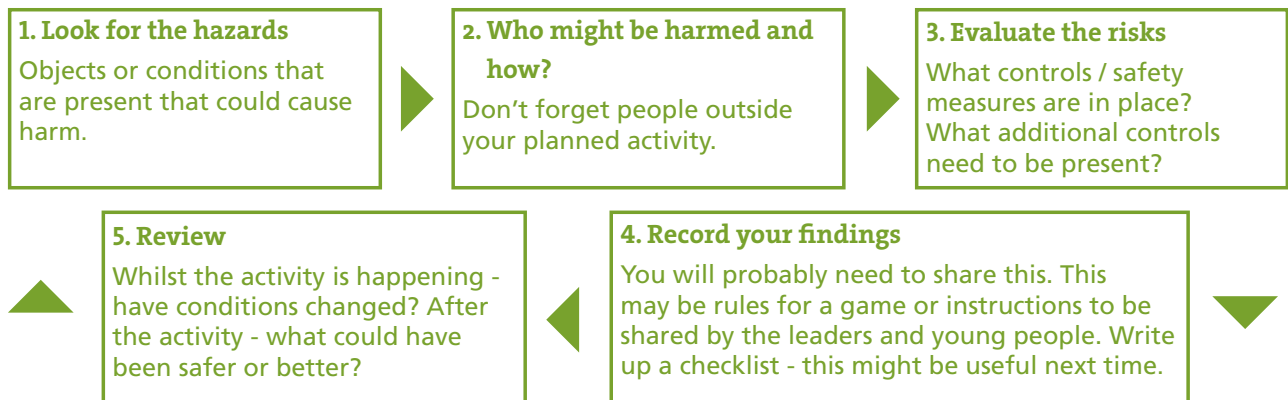 1. Look for the hazards
Objects or conditions that
are present that could cause
harm.
2. Who might be harmed and
how?
Don't forget people outside
your planned activity.
3. Evaluate the risks
What controls / safety
measures are in place?
What additional controls
need to be present?
4. Record your findings
You will probably need to share this. This
may be rules for a game or instructions to be
shared by the leaders and young people. Write
up a checklist - this might be useful next time.
5. Review
Whilst the activity is happening -
have conditions changed? After
the activity - what could have
been safer or better?